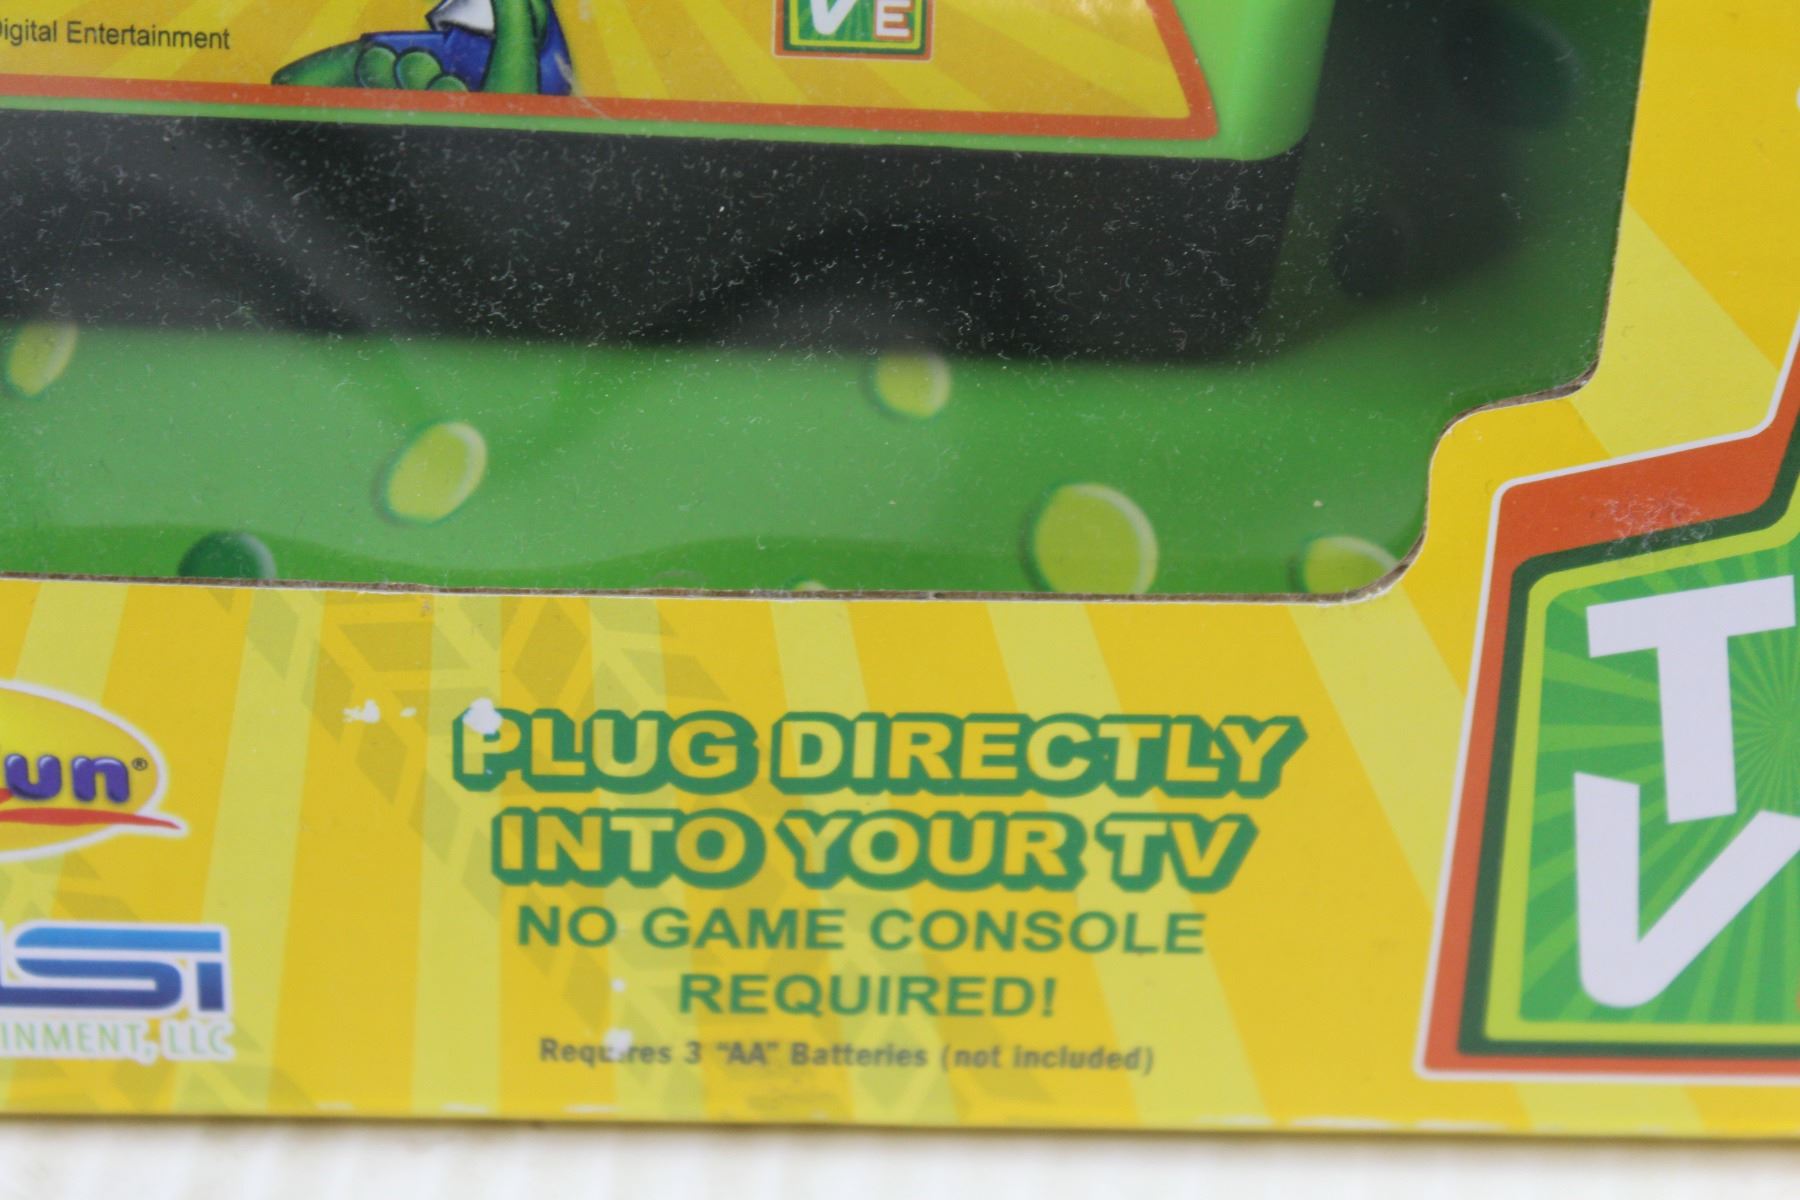 Digital Entertainment
VE
un®
PLUG DIRECTLY
INTO YOUR TV
NO GAME CONSOLE
REQUIRED!
Requires 3 "AA" Batteries (not included)
SI
INMENT, LLC
T
V